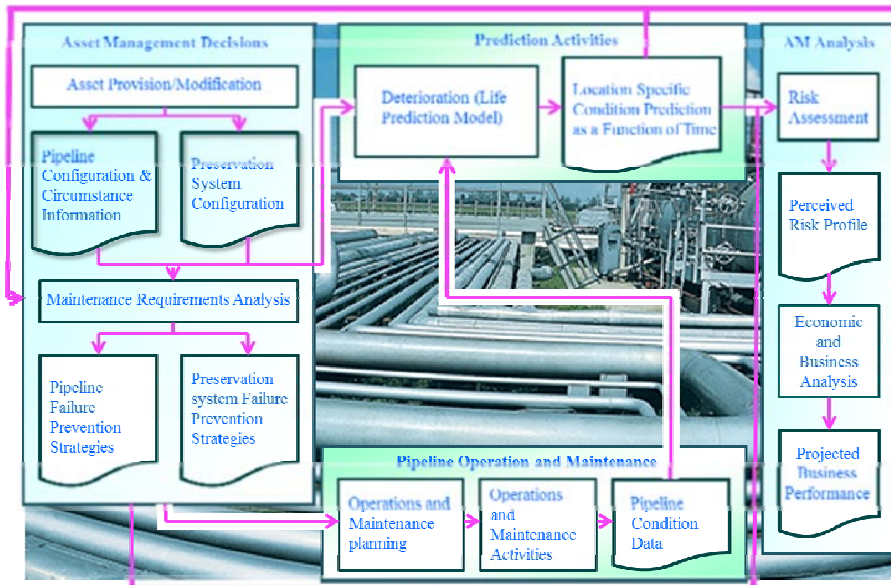 Asset Management Decisions
Asset Provision/Modification
Pipeline
Configuration &
Circumstance
Information
Preservation
System
Configuration
Maintenance Requirements Analysis
Pipeline
Failure
Prevention
Strategies
Preservation
system Failure
Prevention
Strategies
Prediction Activities
Deterioration (Life
Prediction Model)
Location Specific
Condition Prediction
as a Function of Time
Pipeline Operation and Maintenance
Operations and
Maintenance
planning
Operations
and
Maintenance
Activities
Pipeline
Condition
Data
AM Analysis
Risk
Assessment
Perceived
Risk Profile
Economic
and
Business
Analysis
Projected
Business
Performance